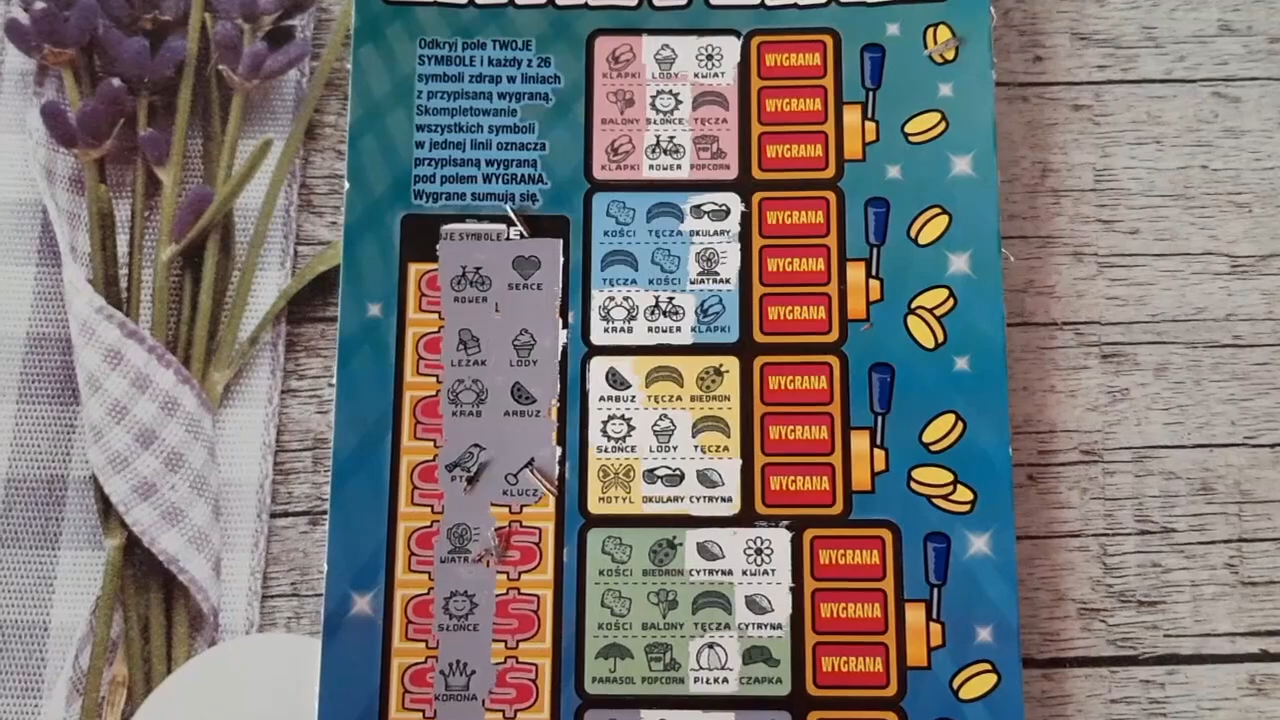 Odkryj pole TWOJE
SYMBOLE i każdy z 26
symboli zdrap w liniach
z przypisaną wygraną.
Skompletowanie
wszystkich symboli
w jednej linii oznacza
przypisaną wygraną
pod polem WYGRANA.
Wygrane sumują się.
JE SYMBOLE E
ROWER SERCE
LEŻAK LODY
KRAB ARBUZ
PT
KLUCZ
WIATRAK
SŁOŃCE
KORONA
KLAPKI LODY KWIAT WYGRANA
BALONY SŁOŃCE TĘCZA WYGRANA
KLAPKI ROWER POPCORN WYGRANA
KOŚCI TĘCZA OKULARY WYGRANA
TĘCZA KOŚCI WIATRAK WYGRANA
KRAB ROWER KLAPKI WYGRANA
ARBUZ TĘCZA BIEDRON WYGRANA
SŁOŃCE LODY TĘCZA WYGRANA
MOTYL OKULARY CYTRYNA WYGRANA
KOŚCI BIEDRON CYTRYNA KWIAT WYGRANA
KOŚCI BALONY TĘCZA CYTRYNA WYGRANA
PARASOL POPCORN PIŁKA CZAPKA WYGRANA